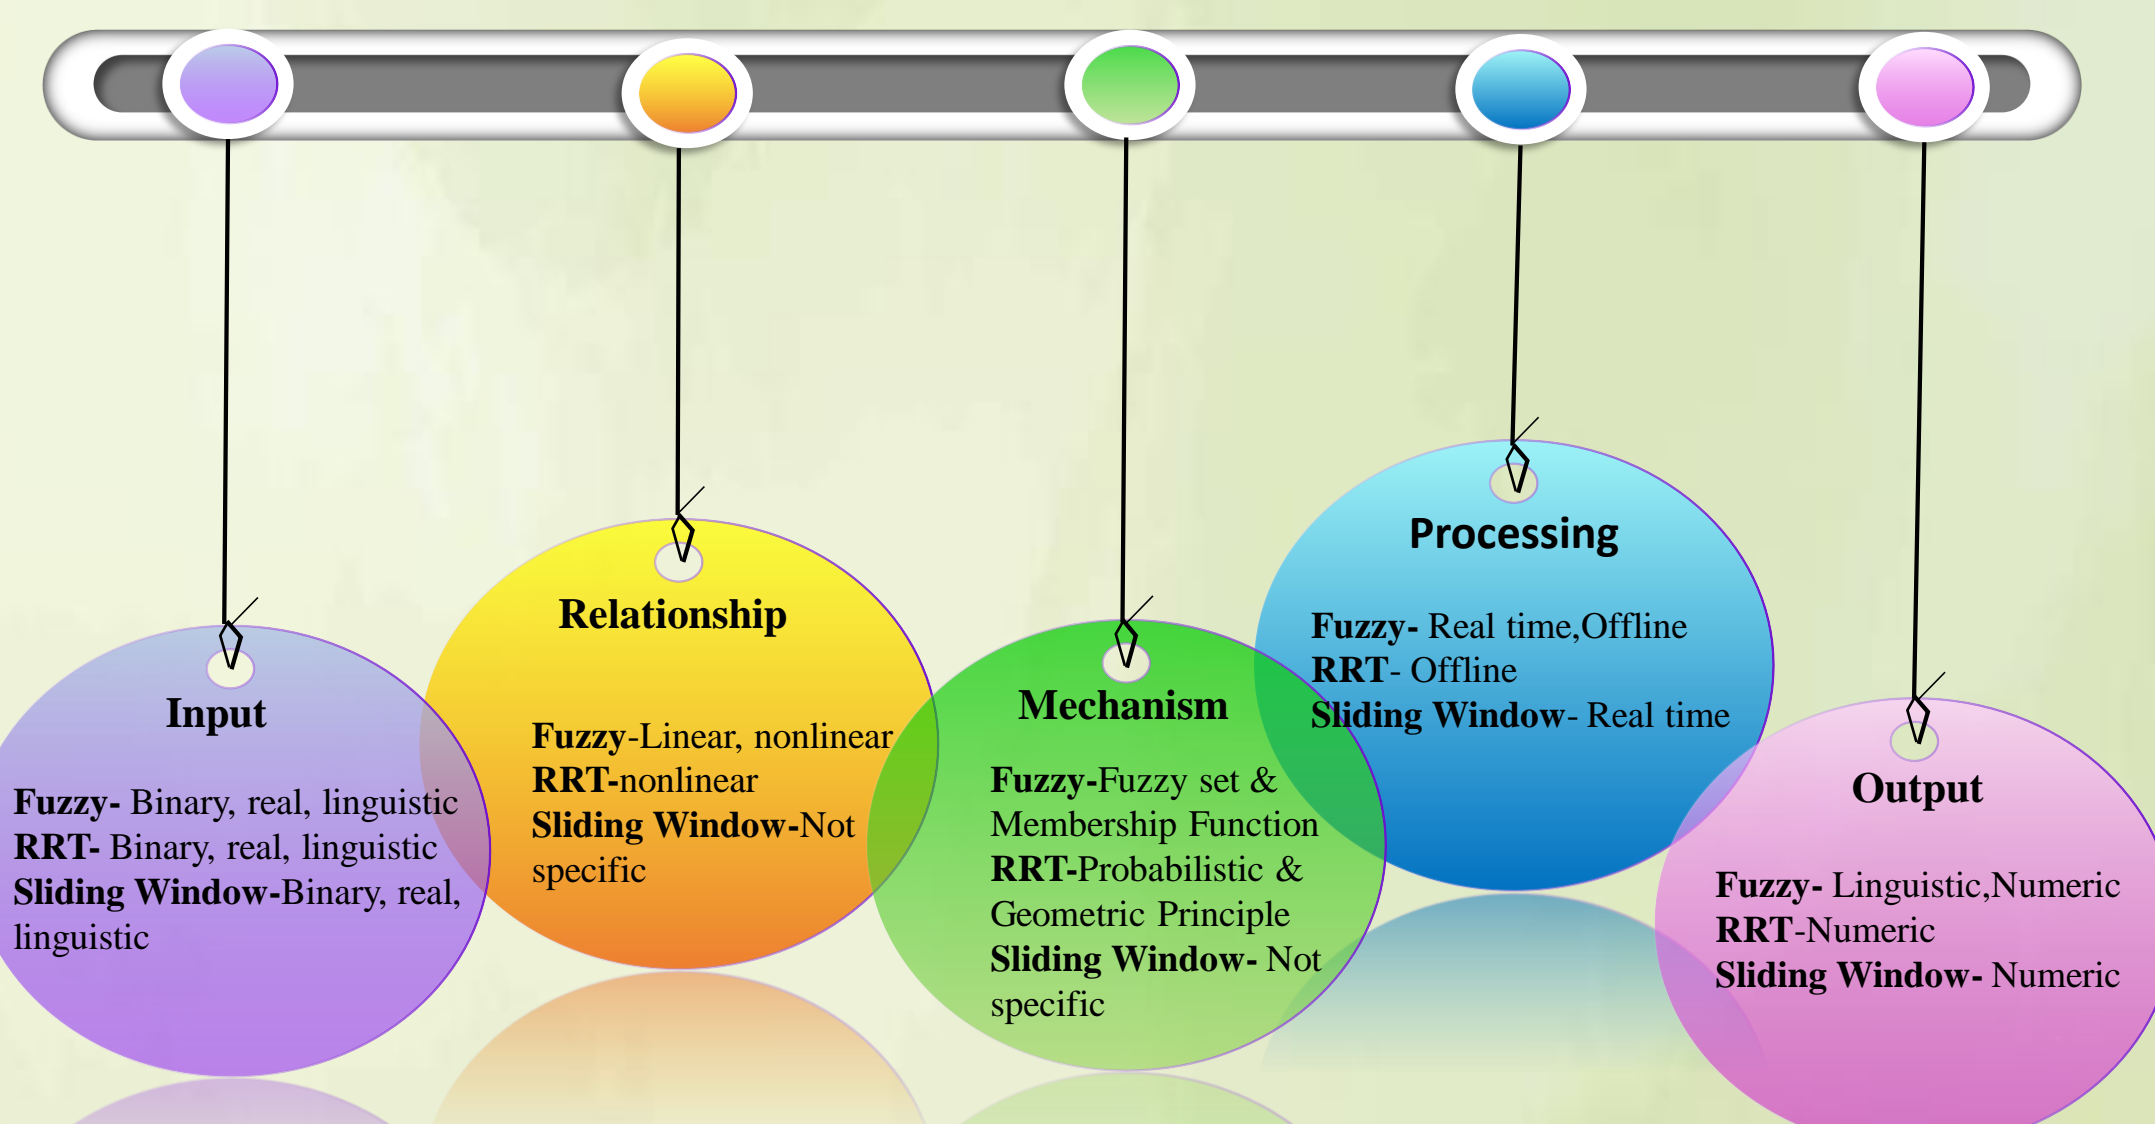 Input
Fuzzy- Binary, real, linguistic
RRT- Binary, real, linguistic
Sliding Window-Binary, real,
linguistic
Relationship
Fuzzy-Linear, nonlinear
RRT-nonlinear
Sliding Window-Not
specific
Mechanism
Fuzzy-Fuzzy set &
Membership Function
RRT-Probabilistic &
Geometric Principle
Sliding Window- Not
specific
Processing
Fuzzy- Real time,Offline
RRT- Offline
Sliding Window- Real time
Output
Fuzzy- Linguistic,Numeric
RRT-Numeric
Sliding Window- Numeric